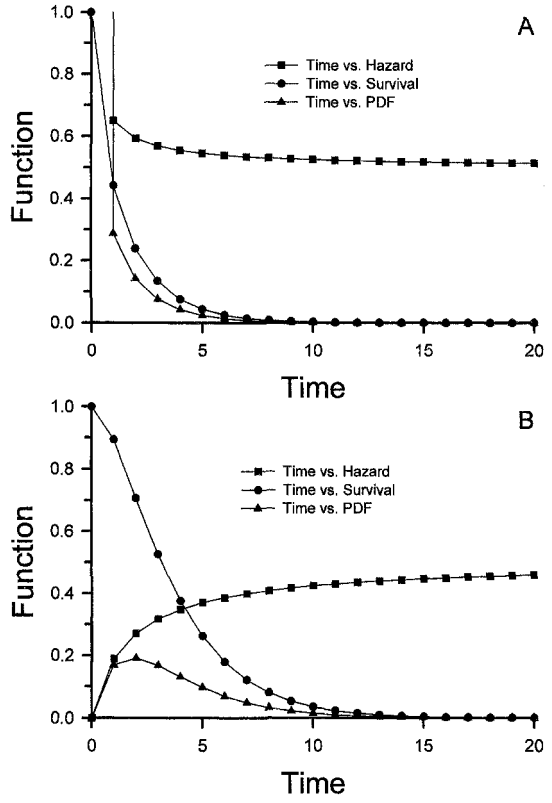 A
1.0
0.8
0.6
0.4
0.2
0.0
Function
Time vs. Hazard
Time vs. Survival
Time vs. PDF
0 5 10 15 20
Time
B
1.0
0.8
0.6
0.4
0.2
0.0
Function
Time vs. Hazard
Time vs. Survival
Time vs. PDF
0 5 10 15 20
Time